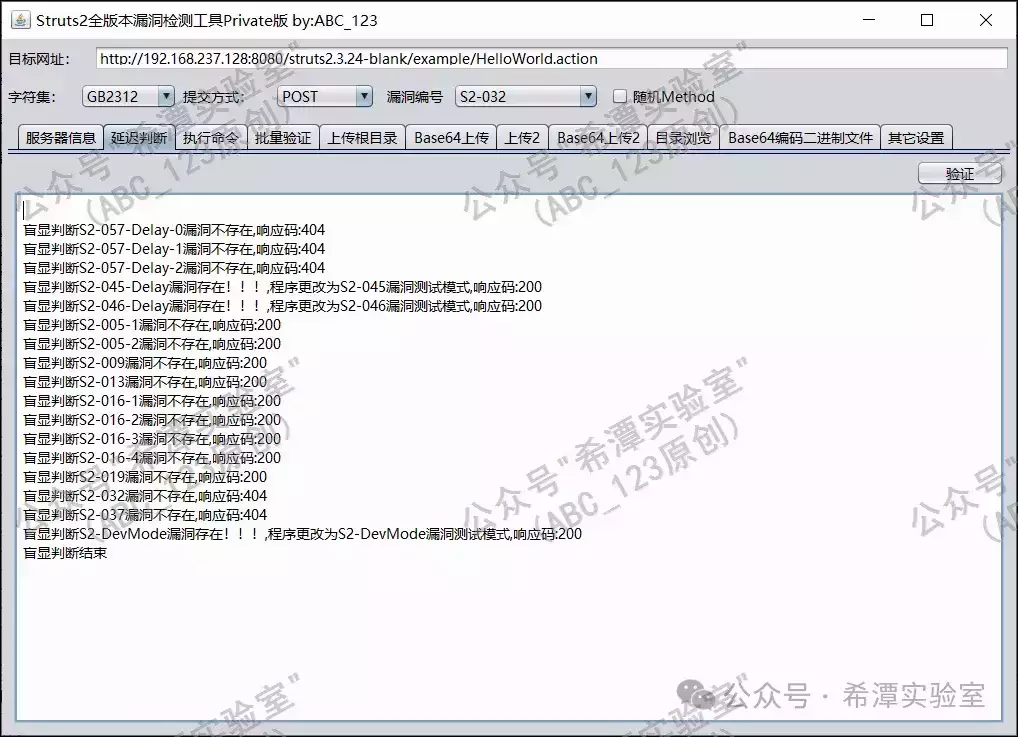 Struts2全版本漏洞检测工具Private版 by:ABC_123
目标网址： http://192.168.237.128:8080/struts2.3.24-blank/example/HelloWorld.action
字符集： GB2312 提交方式： POST 漏洞编号 S2-032 随机Method
服务器信息 延迟判断 执行命令 批量验证 上传根目录 Base64上传 上传2 Base64上传2 目录浏览 Base64编码二进制文件 其它设置
验证
盲显判断S2-057-Delay-0漏洞不存在,响应码:404
盲显判断S2-057-Delay-1漏洞不存在,响应码:404
盲显判断S2-057-Delay-2漏洞不存在,响应码:404
盲显判断S2-045-Delay漏洞存在！！！,程序更改为S2-045漏洞测试模式,响应码:200
盲显判断S2-046-Delay漏洞存在！！！,程序更改为S2-046漏洞测试模式,响应码:200
盲显判断S2-005-1漏洞不存在,响应码:200
盲显判断S2-005-2漏洞不存在,响应码:200
盲显判断S2-009漏洞不存在,响应码:200
盲显判断S2-013漏洞不存在,响应码:200
盲显判断S2-016-1漏洞不存在,响应码:200
盲显判断S2-016-2漏洞不存在,响应码:200
盲显判断S2-016-3漏洞不存在,响应码:200
盲显判断S2-016-4漏洞不存在,响应码:200
盲显判断S2-019漏洞不存在,响应码:200
盲显判断S2-032漏洞不存在,响应码:404
盲显判断S2-037漏洞不存在,响应码:404
盲显判断S2-DevMode漏洞存在！！！,程序更改为S2-DevMode漏洞测试模式,响应码:200
盲显判断结束
公众号"希潭实验室"
(ABC_123原创)
公众号 · 希潭实验室